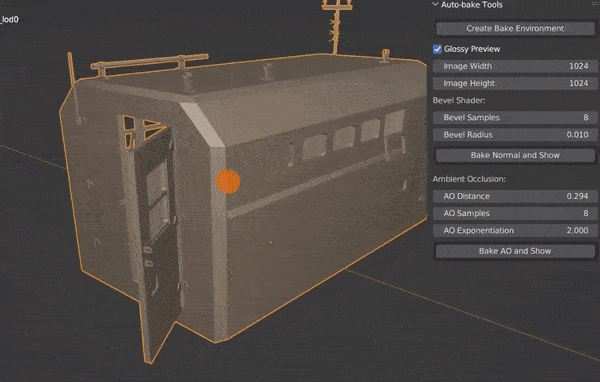 _lod0
Auto-bake Tools
Create Bake Environment
Glossy Preview
Image Width 1024
Image Height 1024
Bevel Shader:
Bevel Samples 8
Bevel Radius 0.010
Bake Normal and Show
Ambient Occlusion:
AO Distance 0.294
AO Samples 8
AO Exponentiation 2.000
Bake AO and Show